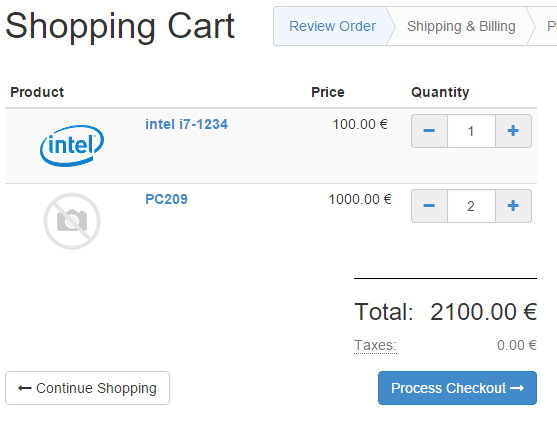 Shopping Cart
Review Order
Shipping & Billing
P
Product Price Quantity
intel
intel i7-1234 100.00 € 1
PC209 1000.00 € 2
Total: 2100.00 €
Taxes: 0.00 €
← Continue Shopping
Process Checkout →